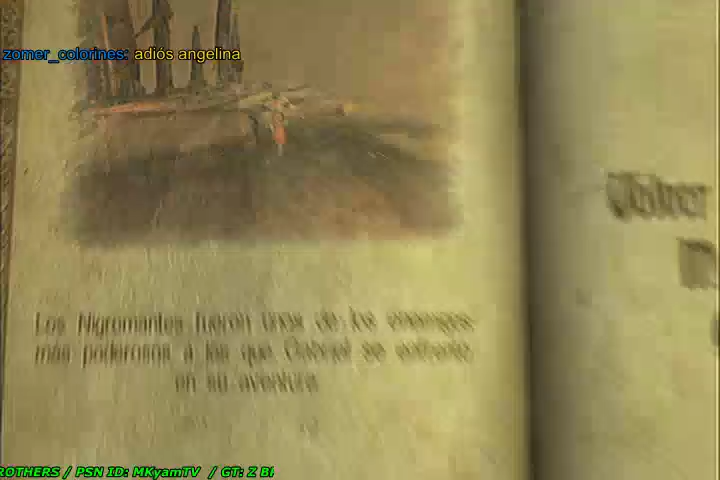 zomer_colorines: adiós angelina
Los Nigromantes fueron unos de los enemigos
más poderosos a los que Gabriel se enfrentó
en su aventura.
Volver
ROTHERS / PSN ID: MKyamTV / GT: Z